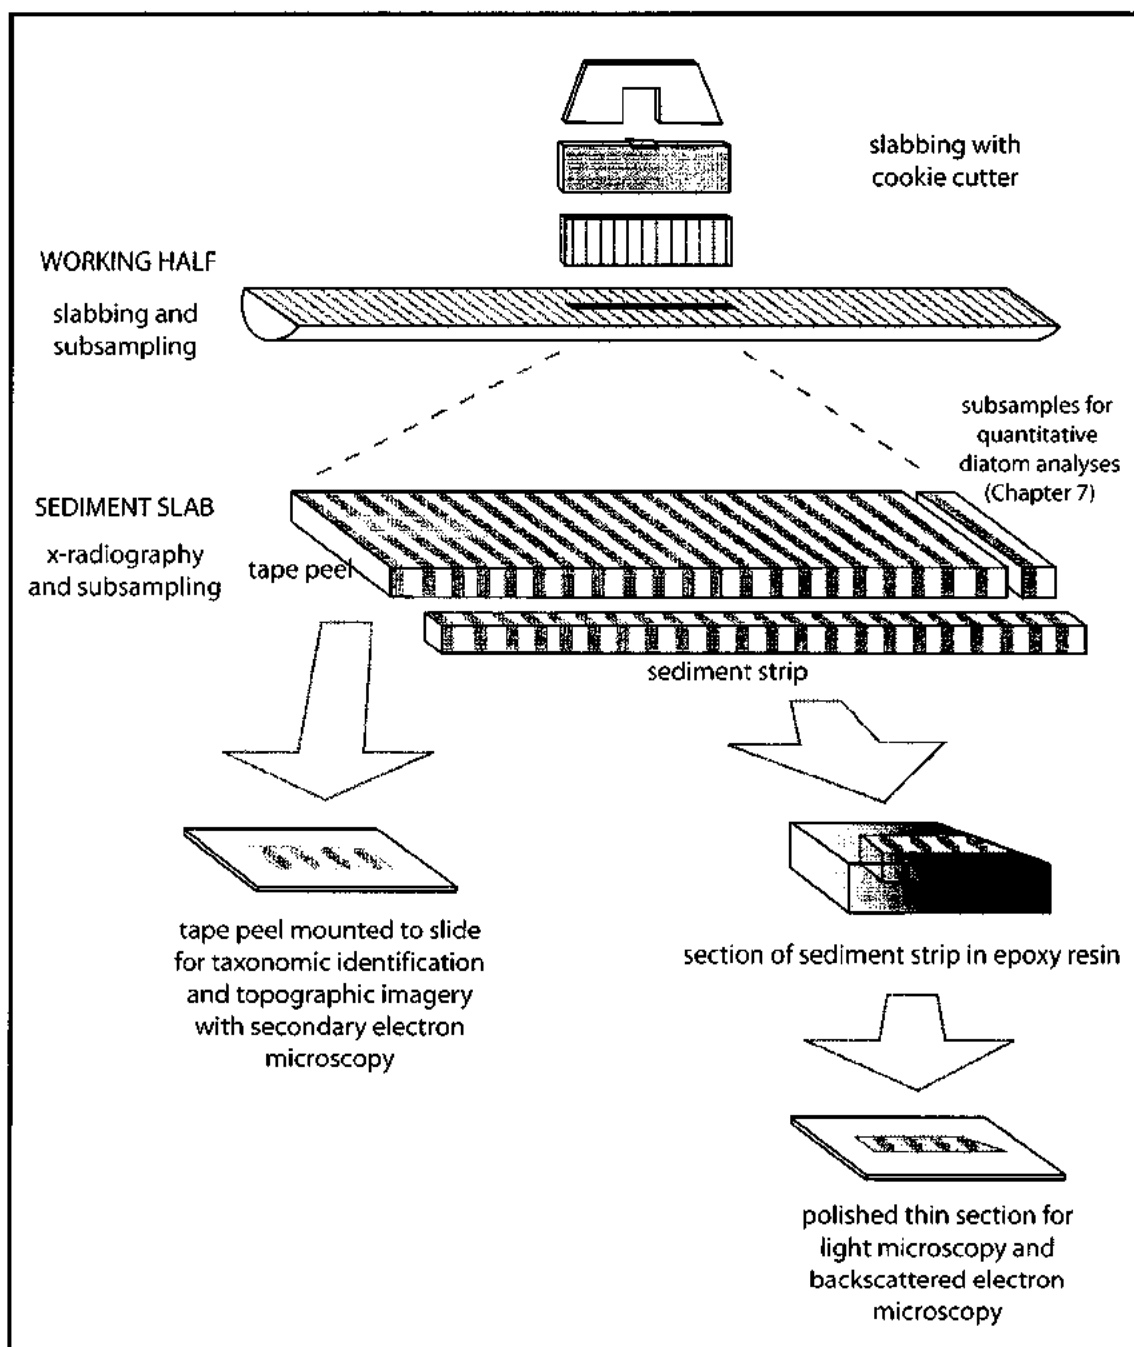 slabbing with
cookie cutter
WORKING HALF
slabbing and
subsampling
subsamples for
quantitative
diatom analyses
(Chapter 7)
SEDIMENT SLAB
x-radiography
and subsampling
tape peel
sediment strip
tape peel mounted to slide
for taxonomic identification
and topographic imagery
with secondary electron
microscopy
section of sediment strip in epoxy resin
polished thin section for
light microscopy and
backscattered electron
microscopy